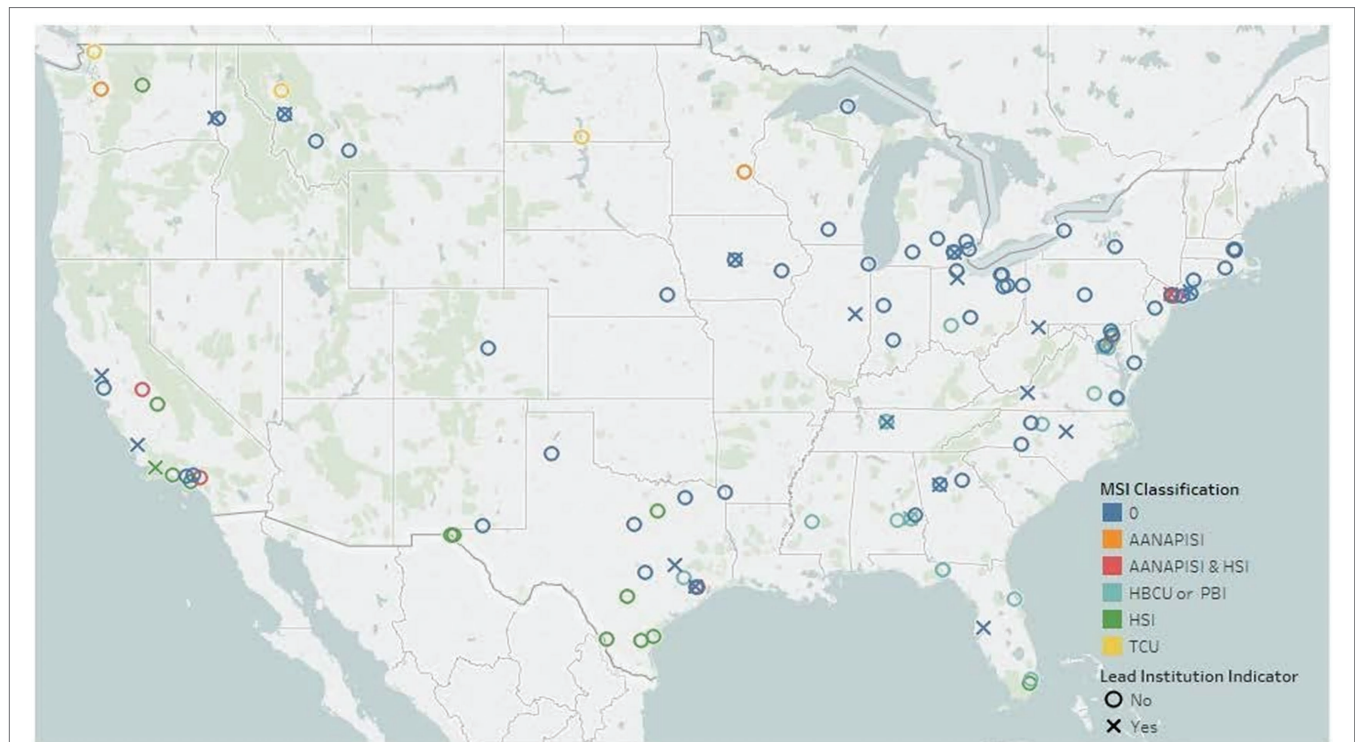 MSI Classification
0
AANAPISI
AANAPISI & HSI
HBCU or PBI
HSI
TCU
Lead Institution Indicator
No
Yes